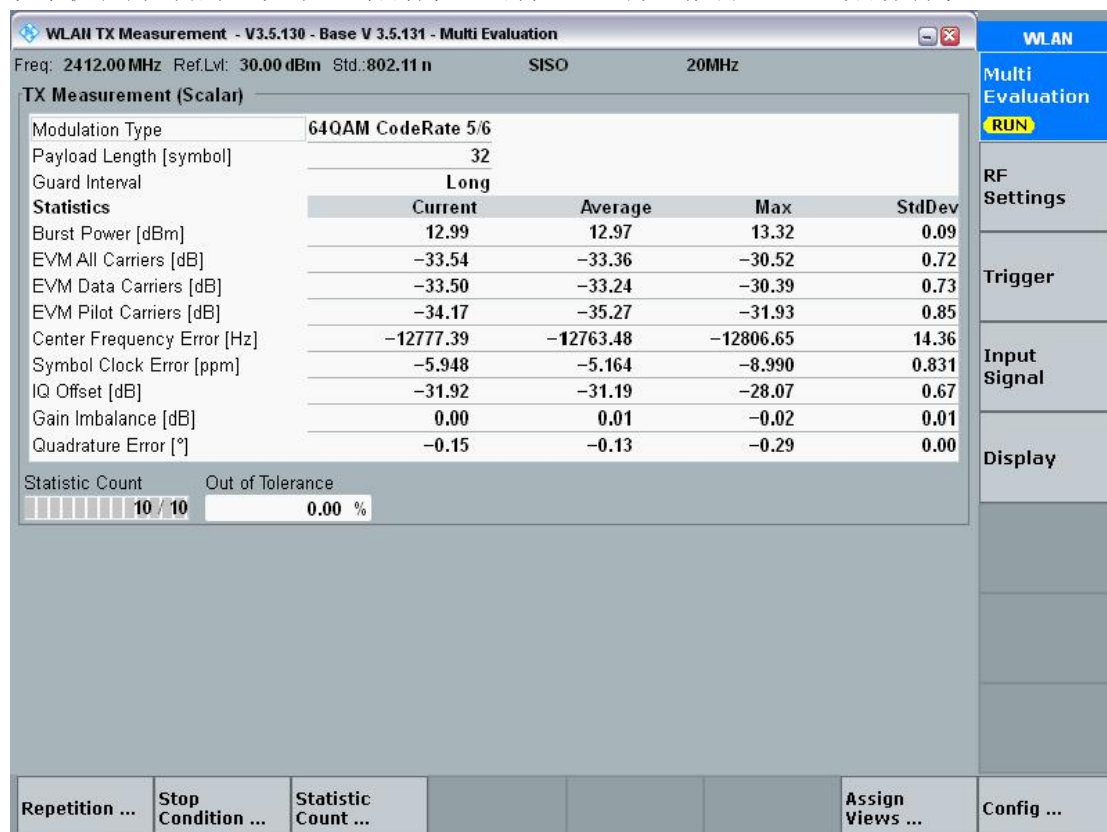 WLAN TX Measurement - V3.5.130 - Base V 3.5.131 - Multi Evaluation
WLAN
Freq: 2412.00 MHz Ref.Lvl: 30.00 dBm Std.:802.11 n SISO 20MHz
Multi Evaluation
RUN
TX Measurement (Scalar)
Modulation Type 64QAM CodeRate 5/6
Payload Length [symbol] 32
Guard Interval Long
RF Settings
Statistics Current Average Max StdDev
Burst Power [dBm] 12.99 12.97 13.32 0.09
EVM All Carriers [dB] −33.54 −33.36 −30.52 0.72
EVM Data Carriers [dB] −33.50 −33.24 −30.39 0.73
Trigger
EVM Pilot Carriers [dB] −34.17 −35.27 −31.93 0.85
Center Frequency Error [Hz] −12777.39 −12763.48 −12806.65 14.36
Symbol Clock Error [ppm] −5.948 −5.164 −8.990 0.831
Input Signal
IQ Offset [dB] −31.92 −31.19 −28.07 0.67
Gain Imbalance [dB] 0.00 0.01 −0.02 0.01
Quadrature Error [°] −0.15 −0.13 −0.29 0.00
Display
Statistic Count Out of Tolerance
10 / 10 0.00 %
Repetition ...
Stop Condition ...
Statistic Count ...
Assign Views ...
Config ...